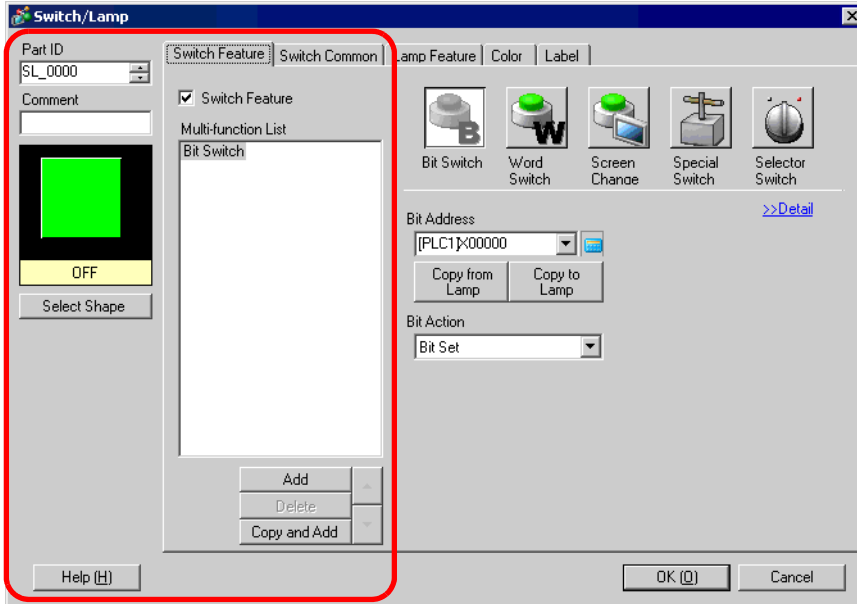 Switch/Lamp
Part ID
SL_0000
Comment
OFF
Select Shape
Switch Feature
Switch Common
Lamp Feature
Color
Label
Switch Feature
Multi-function List
Bit Switch
Add
Delete
Copy and Add
B
Bit Switch
W
Word
Switch
Screen
Change
Special
Switch
Selector
Switch
>>Detail
Bit Address
[PLC1]X00000
Copy from
Lamp
Copy to
Lamp
Bit Action
Bit Set
Help (H)
OK (O)
Cancel